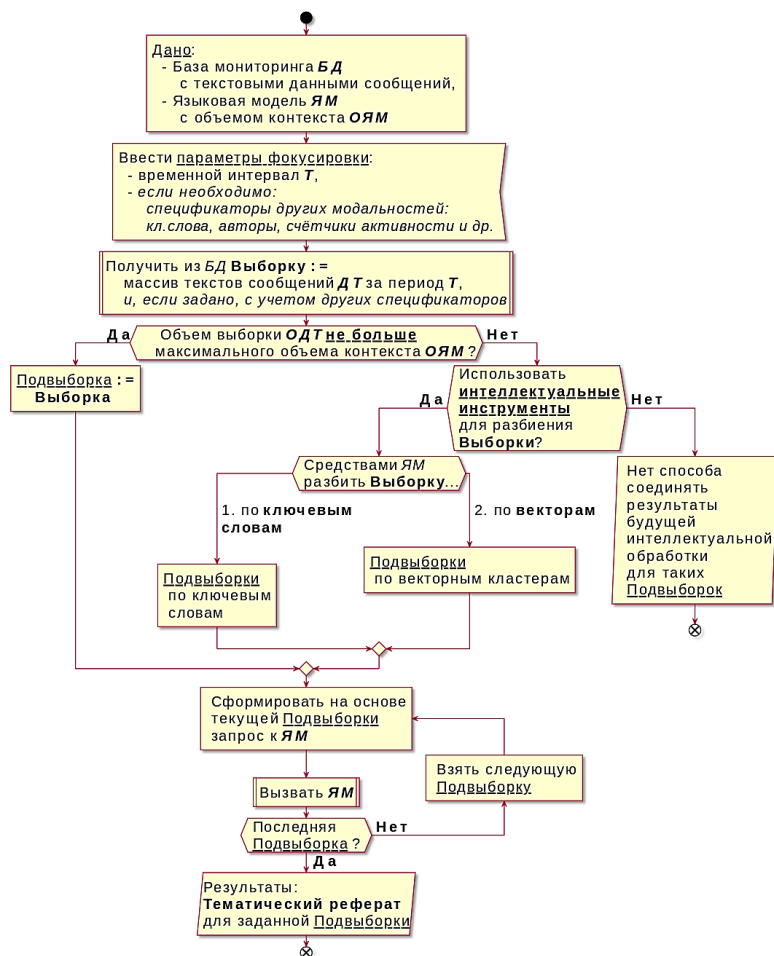 Дано:
- База мониторинга БД
с текстовыми данными сообщений,
- Языковая модель ЯМ
с объемом контекста ОЯМ
Ввести параметры фокусировки:
- временной интервал Т,
- если необходимо:
спецификаторы других модальностей:
кл.слова, авторы, счётчики активности и др.
Получить из БД Выборку :=
массив текстов сообщений ДТ за период Т,
и, если задано, с учетом других спецификаторов
Объем выборки ОДТ не больше
максимального объема контекста ОЯМ ?
Да
Нет
Подвыборка :=
Выборка
Использовать
интеллектуальные
инструменты
для разбиения
Выборки?
Да
Нет
Средствами ЯМ
разбить Выборку...
1. по ключевым
словам
2. по векторам
Нет способа
соединять
результаты
будущей
интеллектуальной
обработки
для таких
Подвыборок
Подвыборки
по ключевым
словам
Подвыборки
по векторным кластерам
Сформировать на основе
текущей Подвыборки
запрос к ЯМ
Взять следующую
Подвыборку
Вызвать ЯМ
Последняя
Подвыборка ?
Нет
Да
Результаты:
Тематический реферат
для заданной Подвыборки